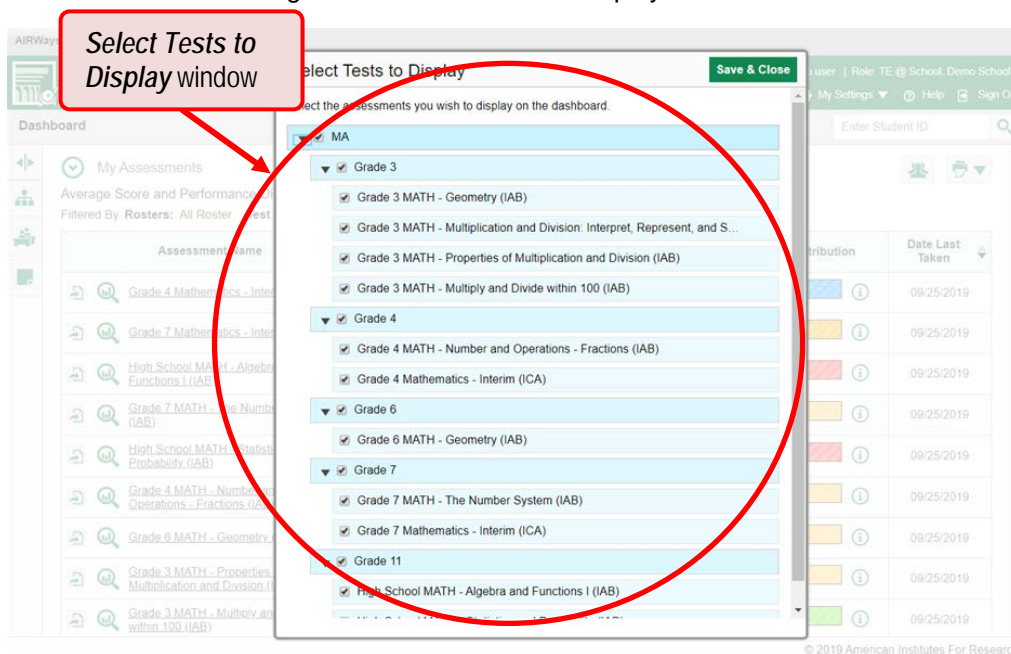 AIRWays
Select Tests to
Display window
Select Tests to Display
Save & Close
user | Role TE @ School: Demo School
My Settings
Help
Sign O
Select the assessments you wish to display on the dashboard.
Dashboard
Enter Student ID
MA
My Assessments
Grade 3
Average Score and Performance Di
Grade 3 MATH - Geometry (IAB)
Filtered By Rosters: All Roster
Grade 3 MATH - Multiplication and Division: Interpret, Represent, and S...
Assessment Name
tribution
Date Last
Taken
Grade 3 MATH - Properties of Multiplication and Division (IAB)
Grade 4 Mathematics - Inter
Grade 3 MATH - Multiply and Divide within 100 (IAB)
09/25/2019
Grade 4
Grade 7 Mathematics - Inter
09/25/2019
Grade 4 MATH - Number and Operations - Fractions (IAB)
High School MATH - Algebra
Functions I (IAB
Grade 4 Mathematics - Interim (ICA)
09/25/2019
Grade 6
Grade 7 MATH - The Numb
(IAB)
09/25/2019
Grade 6 MATH - Geometry (IAB)
High School MATH - Statisti
Probability (IAB)
09/25/2019
Grade 7
Grade 4 MATH - Number an
Operations - Fractions (IA
Grade 7 MATH - The Number System (IAB)
09/25/2019
Grade 7 Mathematics - Interim (ICA)
Grade 6 MATH - Geometry
09/25/2019
Grade 11
Grade 3 MATH - Properties
Multiplication and Division (I
09/25/2019
High School MATH - Algebra and Functions I (IAB)
Grade 3 MATH - Multiply an
within 100 (IAB)
09/25/2019
© 2019 American Institutes For Researc